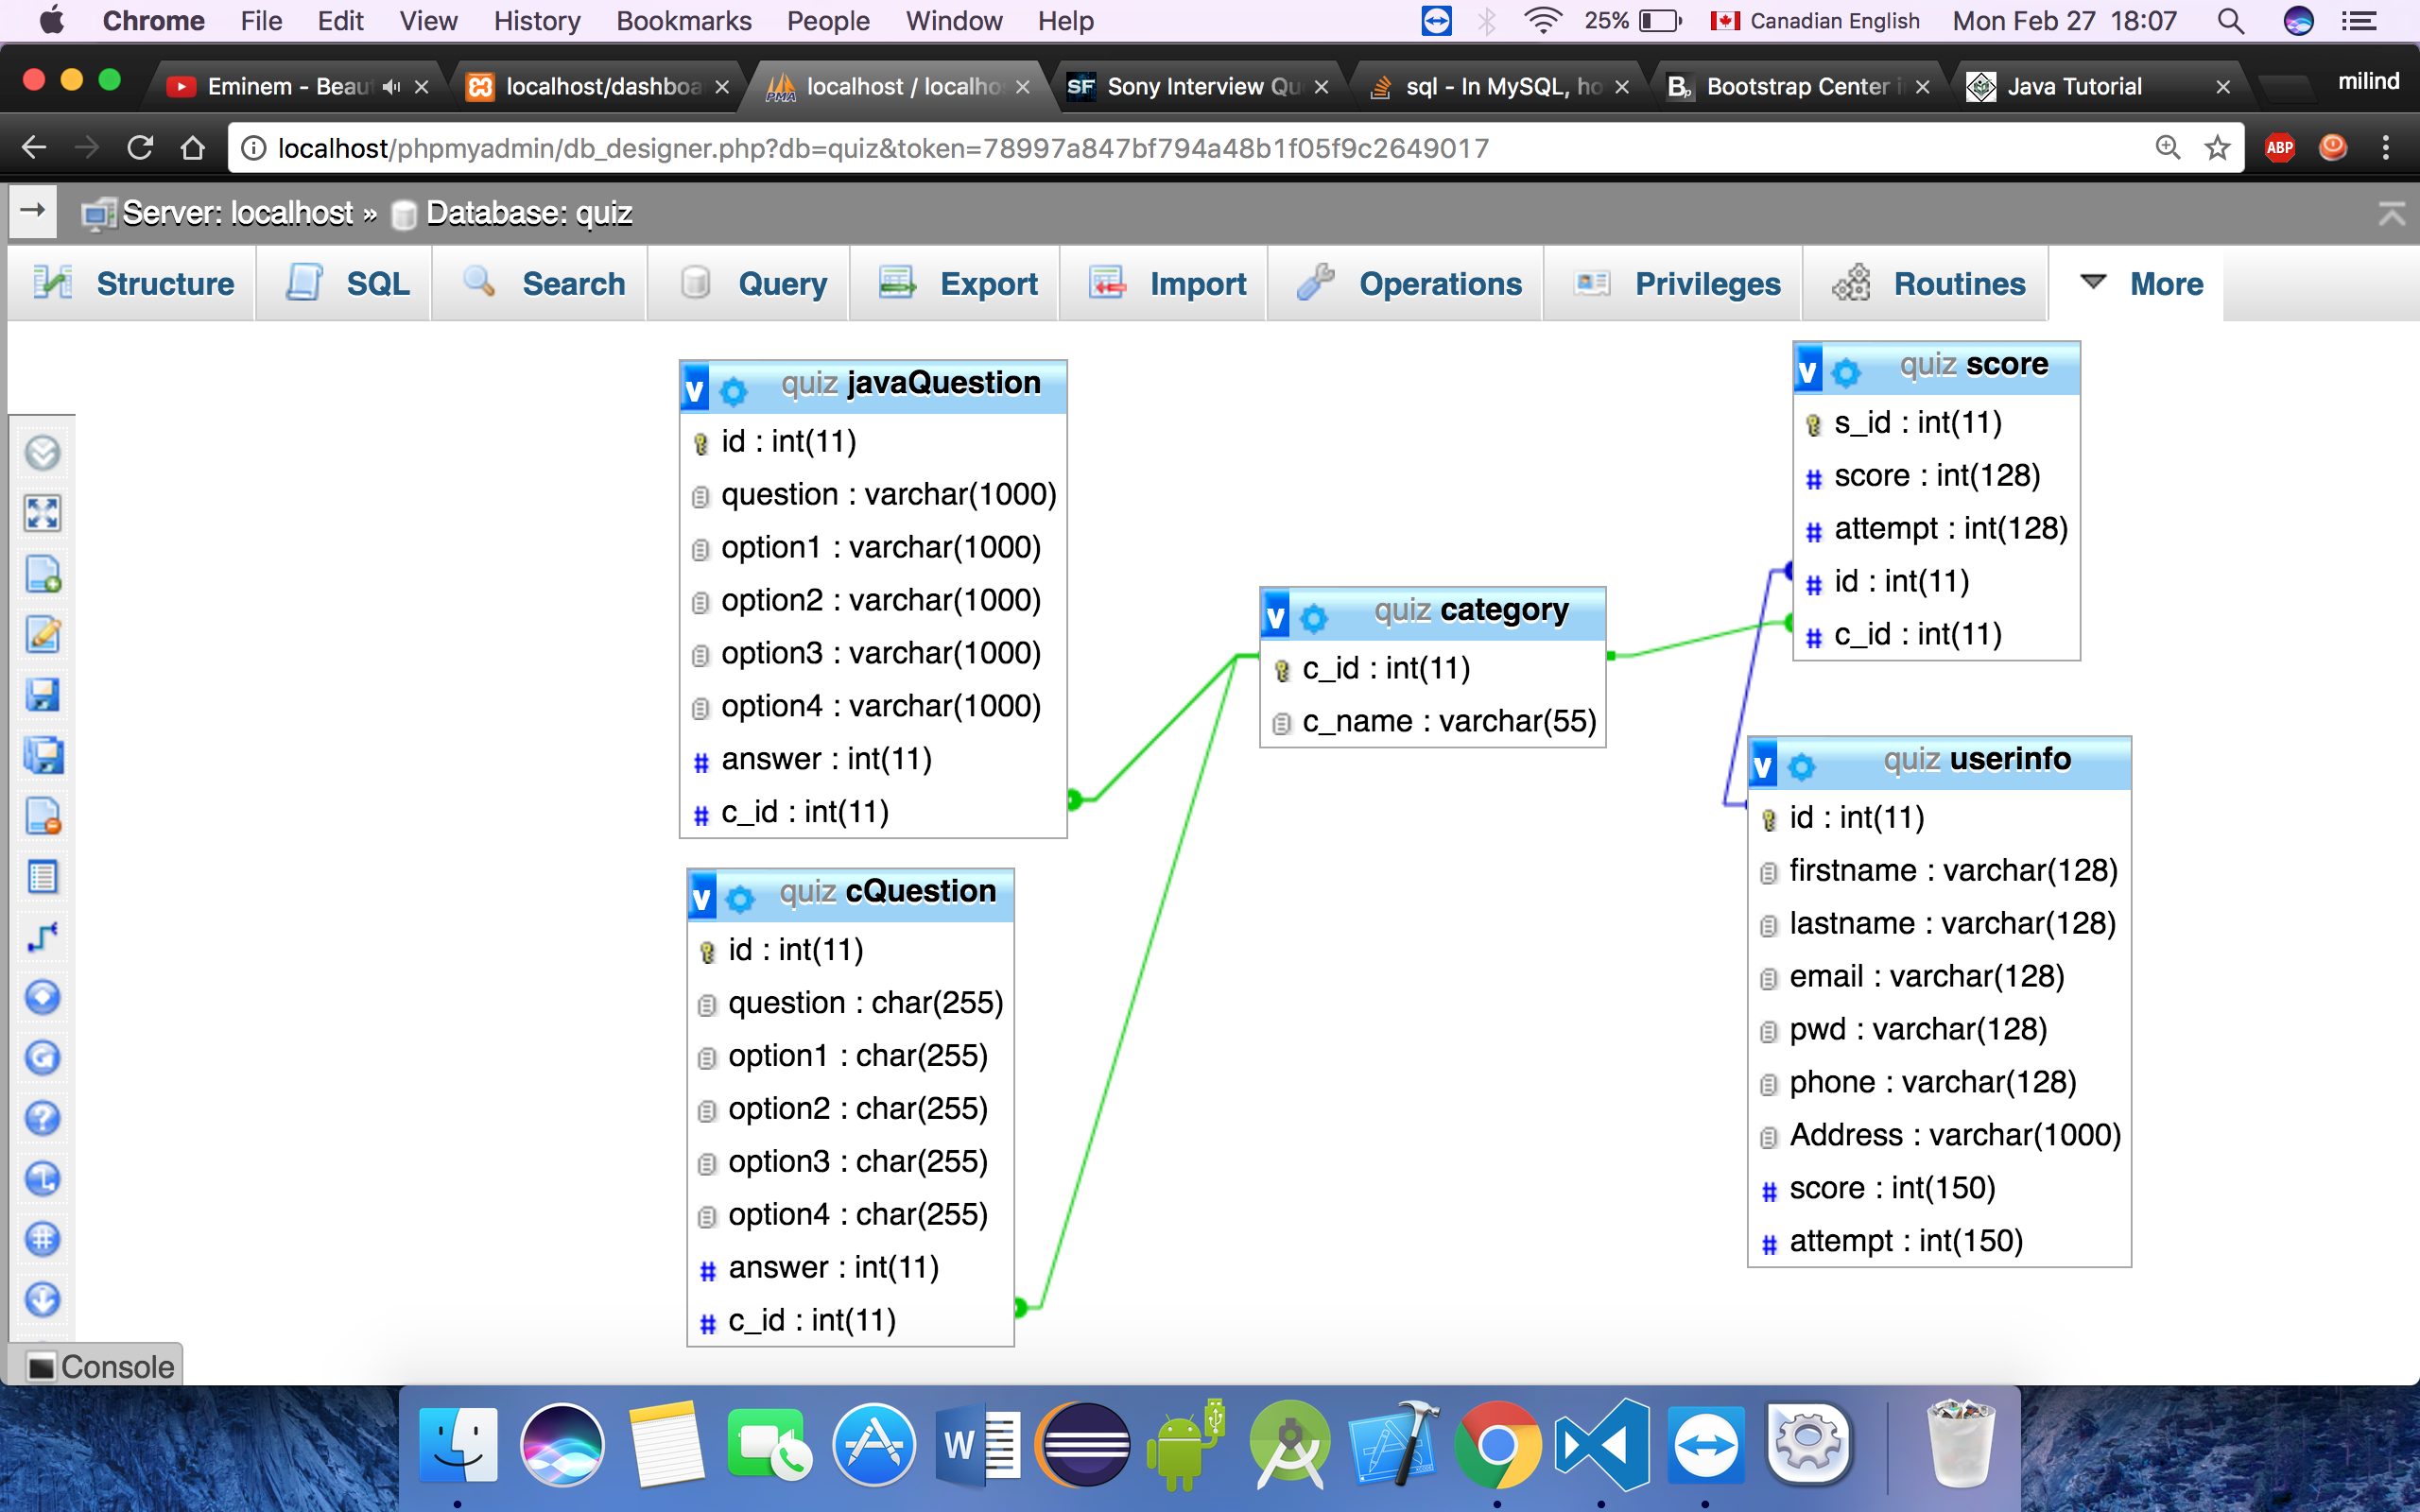 Chrome File Edit View History Bookmarks People Window Help 25% Canadian English Mon Feb 27 18:07
Eminem - Beau localhost/dashboa localhost / localho Sony Interview Qu sql - In MySQL, ho Bootstrap Center i Java Tutorial milind
localhost/phpmyadmin/db_designer.php?db=quiz&token=78997a847bf794a48b1f05f9c2649017 ABP
Server: localhost » Database: quiz
Structure SQL Search Query Export Import Operations Privileges Routines More
v quiz javaQuestion
id : int(11)
question : varchar(1000)
option1 : varchar(1000)
option2 : varchar(1000)
option3 : varchar(1000)
option4 : varchar(1000)
# answer : int(11)
# c_id : int(11)
v quiz cQuestion
id : int(11)
question : char(255)
option1 : char(255)
option2 : char(255)
option3 : char(255)
option4 : char(255)
# answer : int(11)
# c_id : int(11)
v quiz category
c_id : int(11)
c_name : varchar(55)
v quiz score
s_id : int(11)
# score : int(128)
# attempt : int(128)
# id : int(11)
# c_id : int(11)
v quiz userinfo
id : int(11)
firstname : varchar(128)
lastname : varchar(128)
email : varchar(128)
pwd : varchar(128)
phone : varchar(128)
Address : varchar(1000)
# score : int(150)
# attempt : int(150)
Console